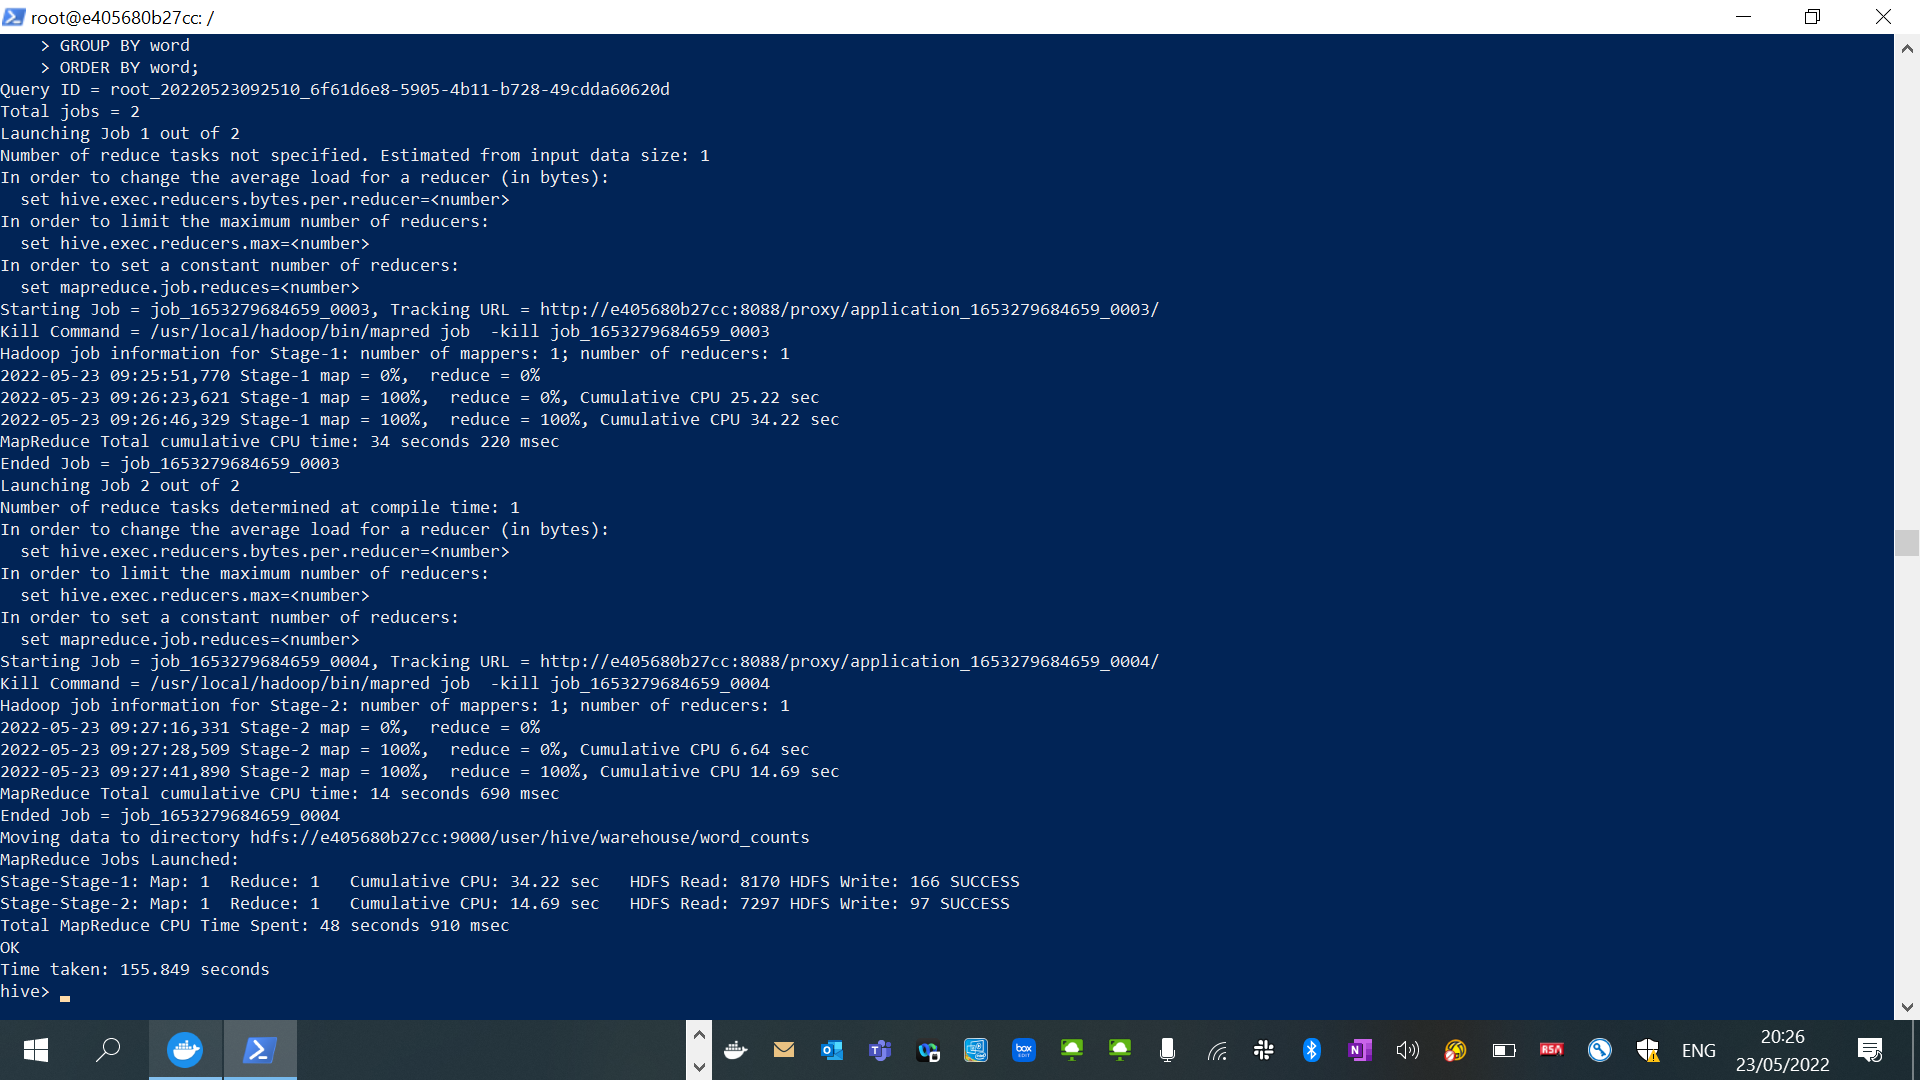 root@e405680b27cc: /
    > GROUP BY word
    > ORDER BY word;
Query ID = root_20220523092510_6f61d6e8-5905-4b11-b728-49cdda60620d
Total jobs = 2
Launching Job 1 out of 2
Number of reduce tasks not specified. Estimated from input data size: 1
In order to change the average load for a reducer (in bytes):
  set hive.exec.reducers.bytes.per.reducer=<number>
In order to limit the maximum number of reducers:
  set hive.exec.reducers.max=<number>
In order to set a constant number of reducers:
  set mapreduce.job.reduces=<number>
Starting Job = job_1653279684659_0003, Tracking URL = http://e405680b27cc:8088/proxy/application_1653279684659_0003/
Kill Command = /usr/local/hadoop/bin/mapred job  -kill job_1653279684659_0003
Hadoop job information for Stage-1: number of mappers: 1; number of reducers: 1
2022-05-23 09:25:51,770 Stage-1 map = 0%,  reduce = 0%
2022-05-23 09:26:23,621 Stage-1 map = 100%,  reduce = 0%, Cumulative CPU 25.22 sec
2022-05-23 09:26:46,329 Stage-1 map = 100%,  reduce = 100%, Cumulative CPU 34.22 sec
MapReduce Total cumulative CPU time: 34 seconds 220 msec
Ended Job = job_1653279684659_0003
Launching Job 2 out of 2
Number of reduce tasks determined at compile time: 1
In order to change the average load for a reducer (in bytes):
  set hive.exec.reducers.bytes.per.reducer=<number>
In order to limit the maximum number of reducers:
  set hive.exec.reducers.max=<number>
In order to set a constant number of reducers:
  set mapreduce.job.reduces=<number>
Starting Job = job_1653279684659_0004, Tracking URL = http://e405680b27cc:8088/proxy/application_1653279684659_0004/
Kill Command = /usr/local/hadoop/bin/mapred job  -kill job_1653279684659_0004
Hadoop job information for Stage-2: number of mappers: 1; number of reducers: 1
2022-05-23 09:27:16,331 Stage-2 map = 0%,  reduce = 0%
2022-05-23 09:27:28,509 Stage-2 map = 100%,  reduce = 0%, Cumulative CPU 6.64 sec
2022-05-23 09:27:41,890 Stage-2 map = 100%,  reduce = 100%, Cumulative CPU 14.69 sec
MapReduce Total cumulative CPU time: 14 seconds 690 msec
Ended Job = job_1653279684659_0004
Moving data to directory hdfs://e405680b27cc:9000/user/hive/warehouse/word_counts
MapReduce Jobs Launched:
Stage-Stage-1: Map: 1  Reduce: 1   Cumulative CPU: 34.22 sec   HDFS Read: 8170 HDFS Write: 166 SUCCESS
Stage-Stage-2: Map: 1  Reduce: 1   Cumulative CPU: 14.69 sec   HDFS Read: 7297 HDFS Write: 97 SUCCESS
Total MapReduce CPU Time Spent: 48 seconds 910 msec
OK
Time taken: 155.849 seconds
hive>
box
EDIT
RSA
ENG
20:26
23/05/2022